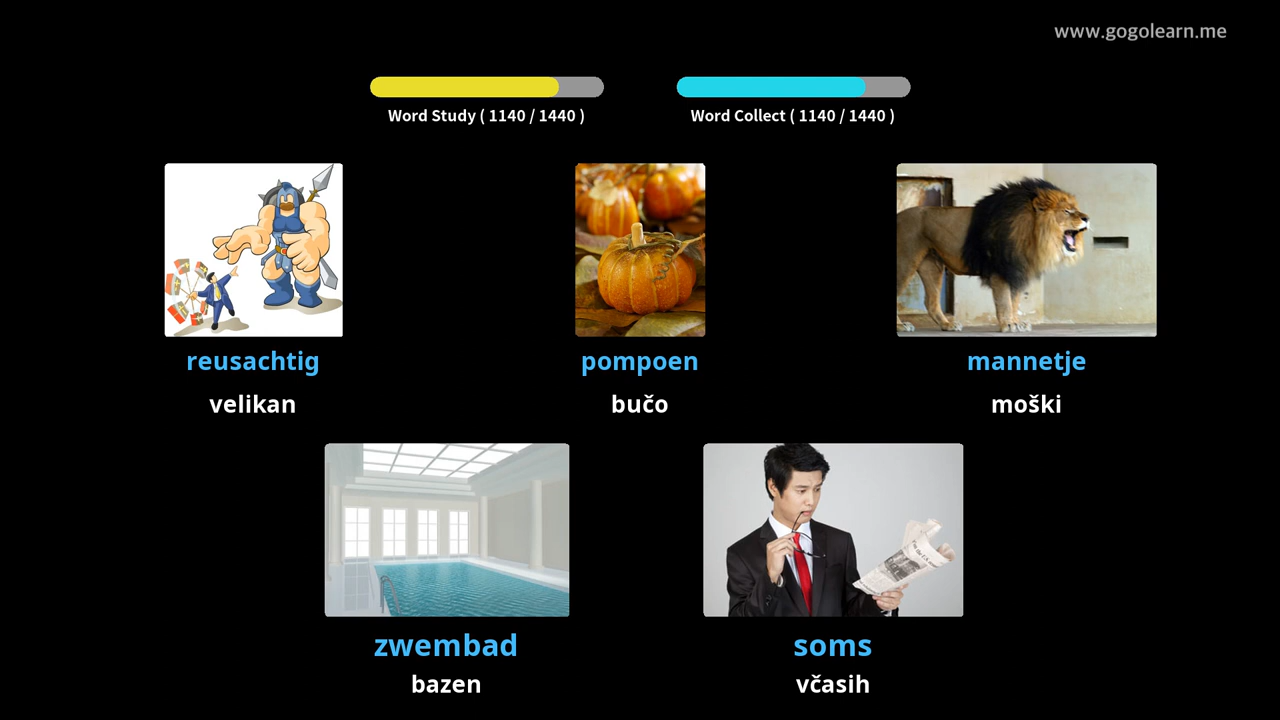 www.gogolearn.me
Word Study ( 1140 / 1440 )
Word Collect ( 1140 / 1440 )
reusachtig
velikan
pompoen
bučo
mannetje
moški
zwembad
bazen
soms
včasih